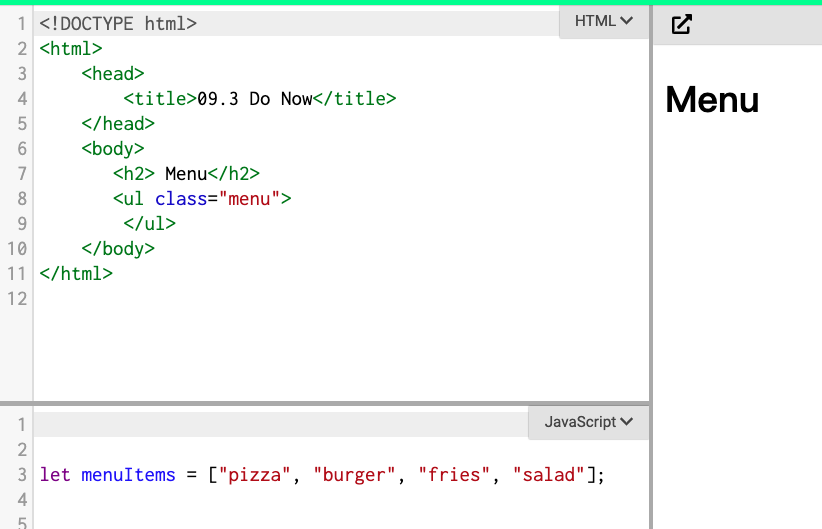 1 <!DOCTYPE html>
HTML
2 <html>
3     <head>
4         <title>09.3 Do Now</title>
5     </head>
6     <body>
7        <h2> Menu</h2>
8        <ul class="menu">
9         </ul>
10     </body>
11 </html>
12
1
JavaScript
2
3 let menuItems = ["pizza", "burger", "fries", "salad"];
4
5
Menu